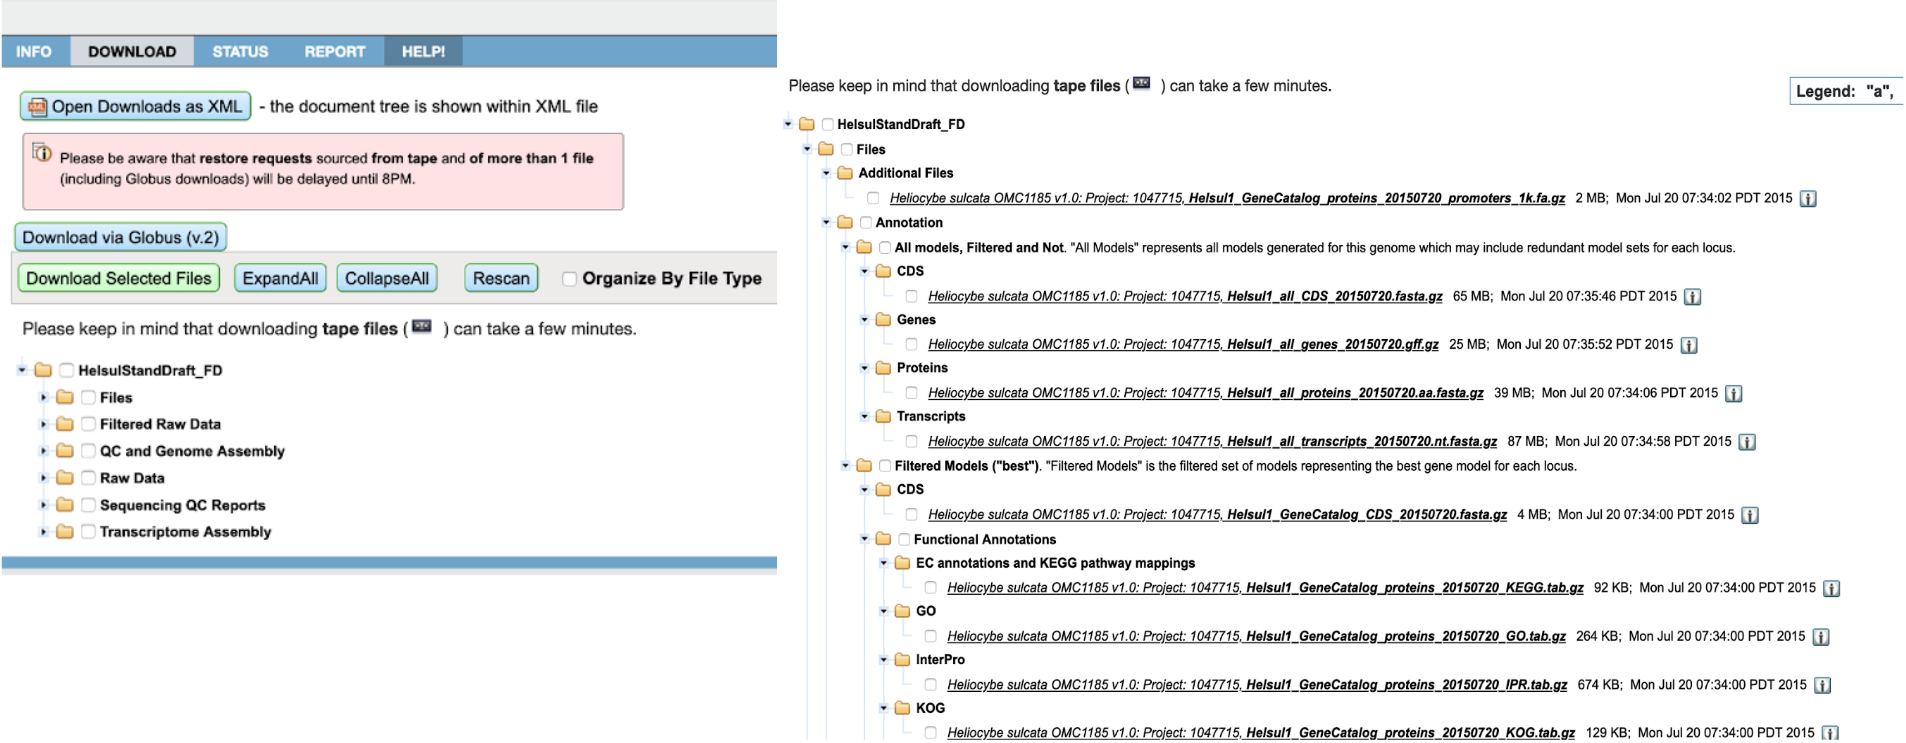 INFO DOWNLOAD STATUS REPORT HELP!
Open Downloads as XML - the document tree is shown within XML file
Please be aware that restore requests sourced from tape and of more than 1 file
(including Globus downloads) will be delayed until 8PM.
Download via Globus (v.2)
Download Selected Files ExpandAll CollapseAll Rescan Organize By File Type
Please keep in mind that downloading tape files ( ) can take a few minutes.
HelsulStandDraft_FD
Files
Filtered Raw Data
QC and Genome Assembly
Raw Data
Sequencing QC Reports
Transcriptome Assembly
Please keep in mind that downloading tape files ( ) can take a few minutes.
Legend: "a",
HelsulStandDraft_FD
Files
Additional Files
Heliocybe sulcata OMC1185 v1.0: Project: 1047715, Helsul1_GeneCatalog_proteins_20150720_promoters_1k.fa.gz 2 MB; Mon Jul 20 07:34:02 PDT 2015
Annotation
All models, Filtered and Not. "All Models" represents all models generated for this genome which may include redundant model sets for each locus.
CDS
Heliocybe sulcata OMC1185 v1.0: Project: 1047715, Helsul1_all_CDS_20150720.fasta.gz 65 MB; Mon Jul 20 07:35:46 PDT 2015
Genes
Heliocybe sulcata OMC1185 v1.0: Project: 1047715, Helsul1_all_genes_20150720.gff.gz 25 MB; Mon Jul 20 07:35:52 PDT 2015
Proteins
Heliocybe sulcata OMC1185 v1.0: Project: 1047715, Helsul1_all_proteins_20150720.aa.fasta.gz 39 MB; Mon Jul 20 07:34:06 PDT 2015
Transcripts
Heliocybe sulcata OMC1185 v1.0: Project: 1047715, Helsul1_all_transcripts_20150720.nt.fasta.gz 87 MB; Mon Jul 20 07:34:58 PDT 2015
Filtered Models ("best"). "Filtered Models" is the filtered set of models representing the best gene model for each locus.
CDS
Heliocybe sulcata OMC1185 v1.0: Project: 1047715, Helsul1_GeneCatalog_CDS_20150720.fasta.gz 4 MB; Mon Jul 20 07:34:00 PDT 2015
Functional Annotations
EC annotations and KEGG pathway mappings
Heliocybe sulcata OMC1185 v1.0: Project: 1047715, Helsul1_GeneCatalog_proteins_20150720_KEGG.tab.gz 92 KB; Mon Jul 20 07:34:00 PDT 2015
GO
Heliocybe sulcata OMC1185 v1.0: Project: 1047715, Helsul1_GeneCatalog_proteins_20150720_GO.tab.gz 264 KB; Mon Jul 20 07:34:00 PDT 2015
InterPro
Heliocybe sulcata OMC1185 v1.0: Project: 1047715, Helsul1_GeneCatalog_proteins_20150720_IPR.tab.gz 674 KB; Mon Jul 20 07:34:00 PDT 2015
KOG
Heliocybe sulcata OMC1185 v1.0: Project: 1047715, Helsul1_GeneCatalog_proteins_20150720_KOG.tab.gz 129 KB; Mon Jul 20 07:34:00 PDT 2015